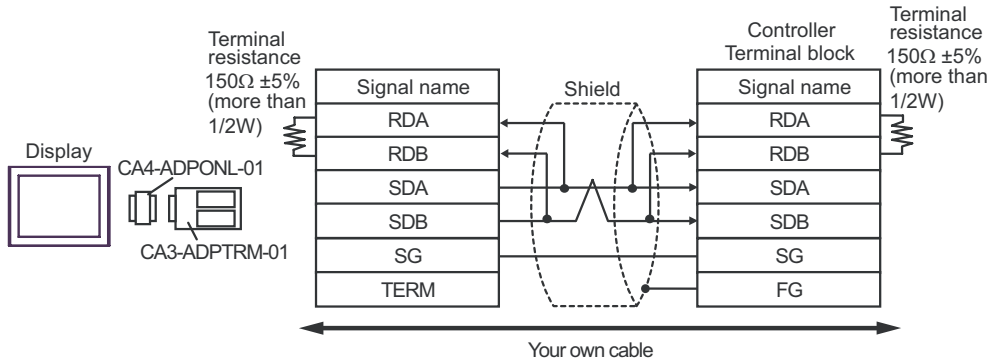 Terminal
resistance
150Ω ±5%
(more than
1/2W)
Controller
Terminal block
Terminal
resistance
150Ω ±5%
(more than
1/2W)
Display
CA4-ADPONL-01
CA3-ADPTRM-01
Signal name
RDA
RDB
SDA
SDB
SG
TERM
Shield
Signal name
RDA
RDB
SDA
SDB
SG
FG
Your own cable